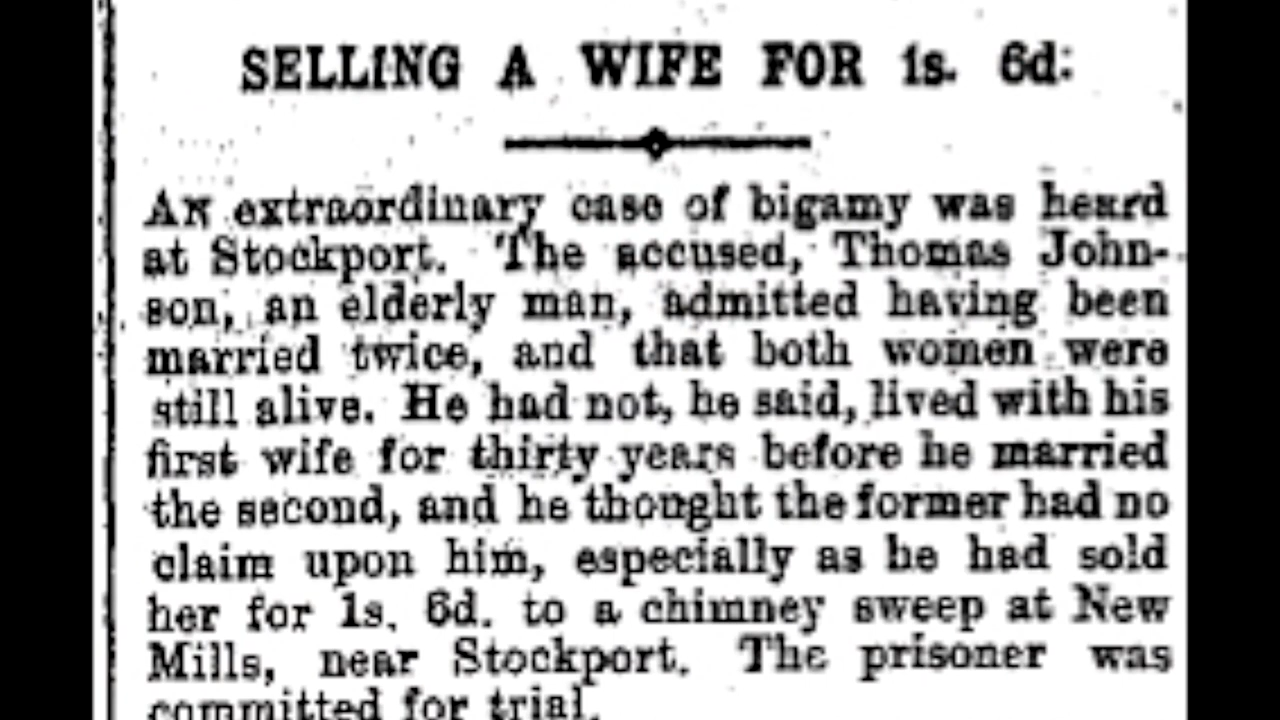 SELLING A WIFE FOR 1s. 6d:
AN extraordinary case of bigamy was heard
at Stockport. The accused, Thomas John-
son, an elderly man, admitted having been
married twice, and that both women were
still alive. He had not, he said, lived with his
first wife for thirty years before he married
the second, and he thought the former had no
claim upon him, especially as he had sold
her for 1s. 6d. to a chimney sweep at New
Mills, near Stockport. The prisoner was
committed for trial.